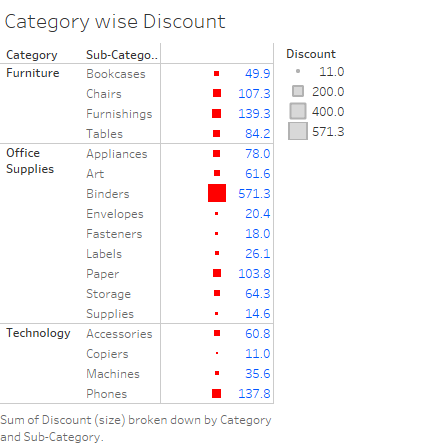 Category wise Discount
Category Sub-Catego.. Discount
Furniture Bookcases 49.9 11.0
Chairs 107.3 200.0
Furnishings 139.3 400.0
Tables 84.2 571.3
Office Supplies Appliances 78.0
Art 61.6
Binders 571.3
Envelopes 20.4
Fasteners 18.0
Labels 26.1
Paper 103.8
Storage 64.3
Supplies 14.6
Technology Accessories 60.8
Copiers 11.0
Machines 35.6
Phones 137.8
Sum of Discount (size) broken down by Category
and Sub-Category.